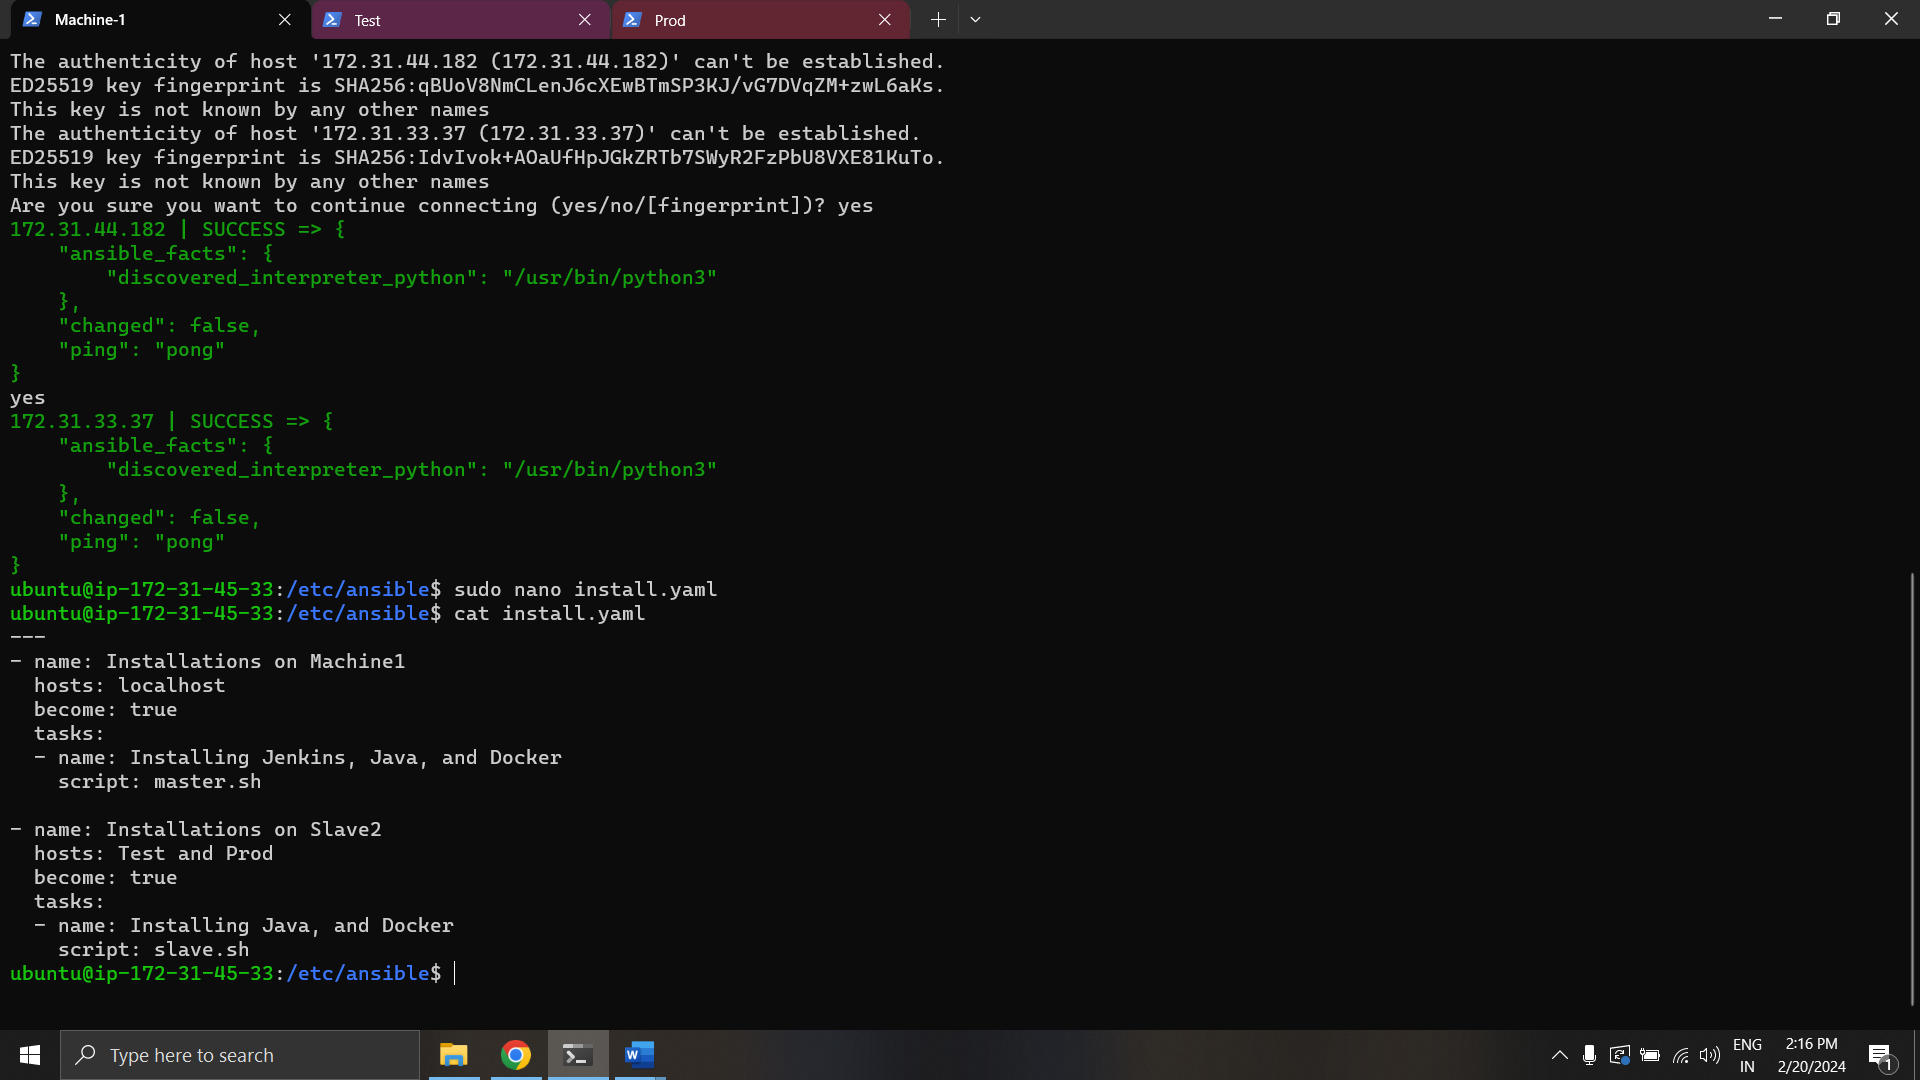 Machine-1
Test
Prod
The authenticity of host '172.31.44.182 (172.31.44.182)' can't be established.
ED25519 key fingerprint is SHA256:qBUoV8NmCLenJ6cXEwBTmSP3KJ/vG7DVqZM+zwL6aKs.
This key is not known by any other names
The authenticity of host '172.31.33.37 (172.31.33.37)' can't be established.
ED25519 key fingerprint is SHA256:IdvIvok+AOaUfHpJGkZRTb7SWyR2FzPbU8VXE81KuTo.
This key is not known by any other names
Are you sure you want to continue connecting (yes/no/[fingerprint])? yes
172.31.44.182 | SUCCESS => {
    "ansible_facts": {
        "discovered_interpreter_python": "/usr/bin/python3"
    },
    "changed": false,
    "ping": "pong"
}
yes
172.31.33.37 | SUCCESS => {
    "ansible_facts": {
        "discovered_interpreter_python": "/usr/bin/python3"
    },
    "changed": false,
    "ping": "pong"
}
ubuntu@ip-172-31-45-33:/etc/ansible$ sudo nano install.yaml
ubuntu@ip-172-31-45-33:/etc/ansible$ cat install.yaml
---
- name: Installations on Machine1
  hosts: localhost
  become: true
  tasks:
  - name: Installing Jenkins, Java, and Docker
    script: master.sh

- name: Installations on Slave2
  hosts: Test and Prod
  become: true
  tasks:
  - name: Installing Java, and Docker
    script: slave.sh
ubuntu@ip-172-31-45-33:/etc/ansible$
Type here to search
ENG
IN
2:16 PM
2/20/2024
1